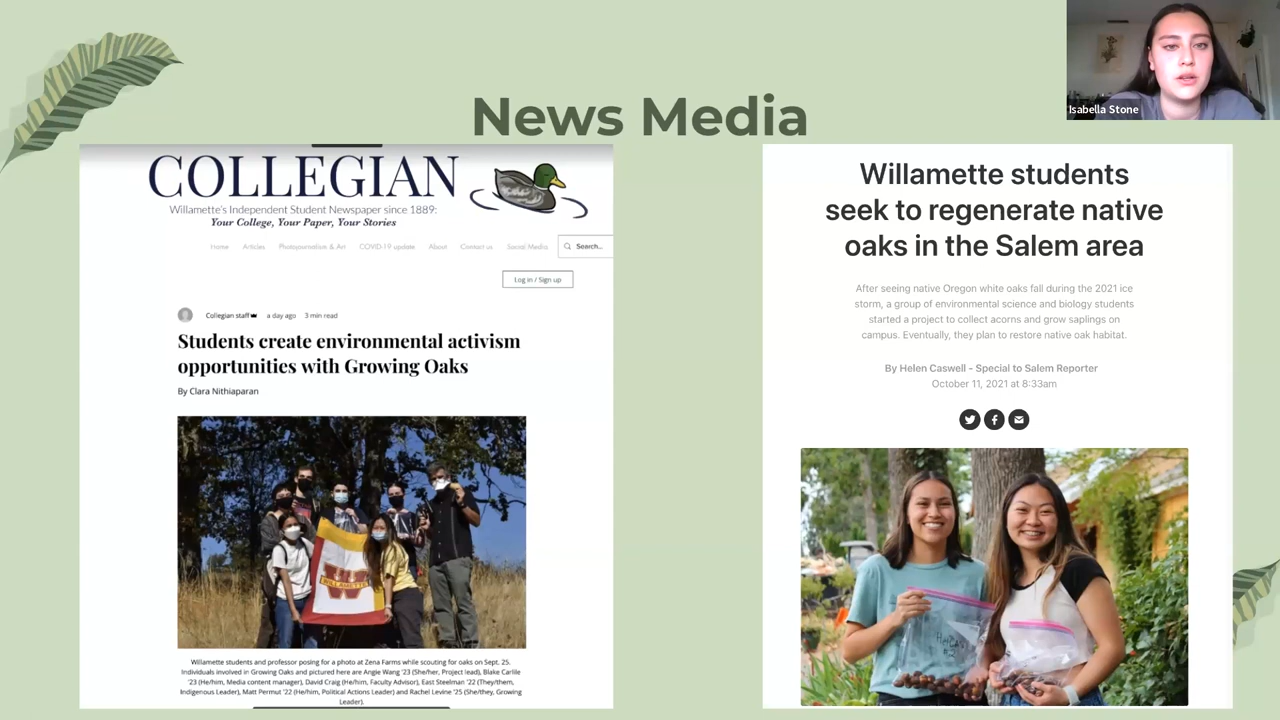 News Media
Isabella Stone
COLLEGIAN
Willamette's Independent Student Newspaper since 1889:
Your College, Your Paper, Your Stories
Home Articles Photojournalism & Art COVID-19 update About Contact us Social Media Search...
Log in / Sign up
Collegian staff a day ago 3 min read
Students create environmental activism
opportunities with Growing Oaks
By Clara Nithiaparan
W
WILLAMETTE
Willamette students and professor posing for a photo at Zena Farms while scouting for oaks on Sept. 25.
Individuals involved in Growing Oaks and pictured here are Angie Wang '23 (She/her, Project lead), Blake Carlile
'23 (He/him, Media content manager), David Craig (He/him, Faculty Advisor), East Steelman '22 (They/them,
Indigenous Leader), Matt Permut '22 (He/him, Political Actions Leader) and Rachel Levine '25 (She/they, Growing
Leader).
Willamette students
seek to regenerate native
oaks in the Salem area
After seeing native Oregon white oaks fall during the 2021 ice
storm, a group of environmental science and biology students
started a project to collect acorns and grow saplings on
campus. Eventually, they plan to restore native oak habitat.
By Helen Caswell - Special to Salem Reporter
October 11, 2021 at 8:33am